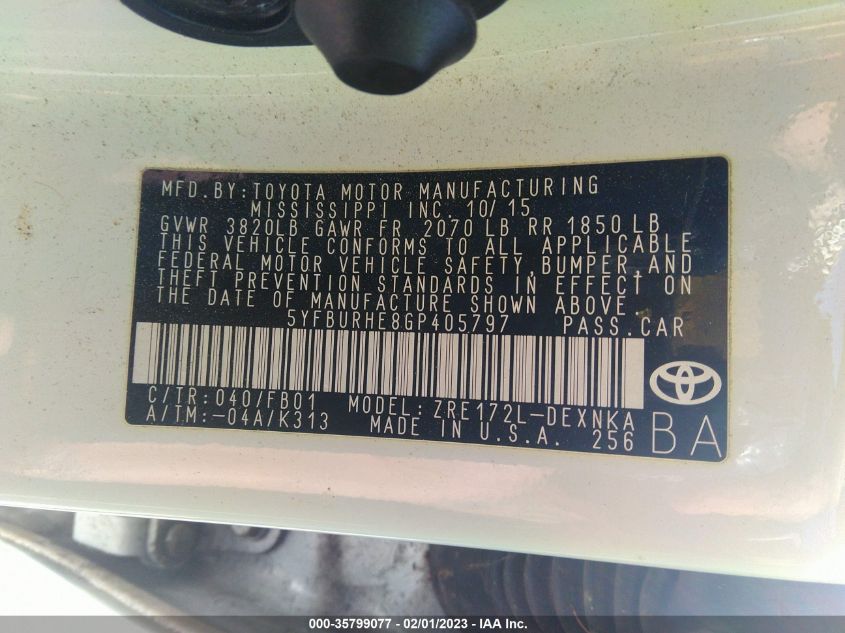 MFD.BY:TOYOTA MOTOR MANUFACTURING
MISSISSIPPI INC. 10/15
GVWR 3820LB GAWR FR 2070 LB RR 1850 LB
THIS VEHICLE CONFORMS TO ALL APPLICABLE
FEDERAL MOTOR VEHICLE SAFETY, BUMPER, AND
THEFT PREVENTION STANDARDS IN EFFECT ON
THE DATE OF MANUFACTURE SHOWN ABOVE.
5YFBURHE8GP405797 PASS.CAR
C/TR:040/FB01 MODEL:ZRE172L-DEXNKA
A/TM:-04A/K313 MADE IN U.S.A. 256
BA
000-35799077 - 02/01/2023 - © IAA, Inc.